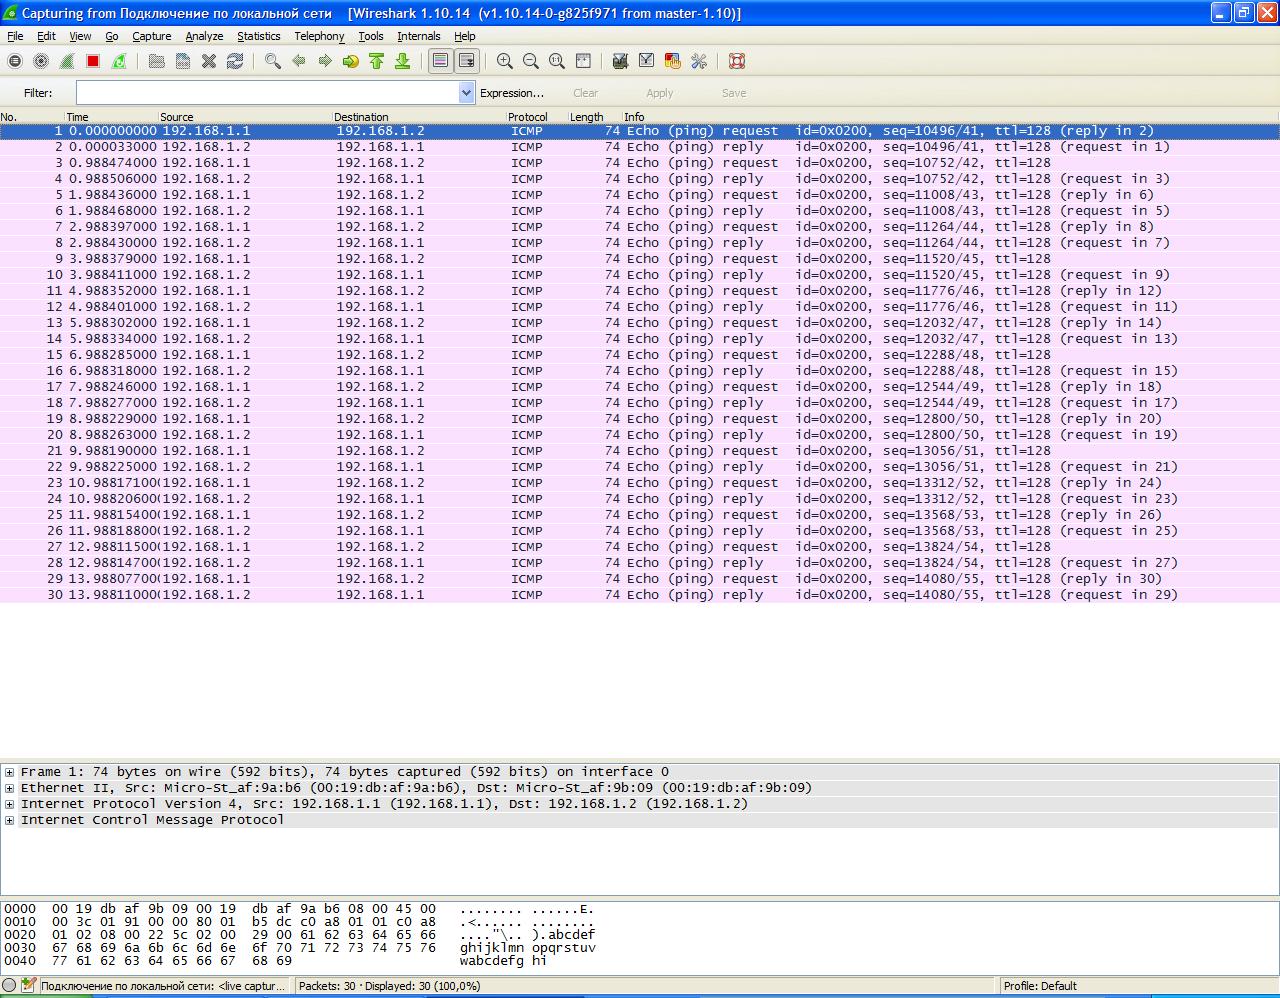 Capturing from Подключение по локальной сети [Wireshark 1.10.14 (v1.10.14-0-g825f971 from master-1.10)]
File Edit View Go Capture Analyze Statistics Telephony Tools Internals Help
Filter: Expression... Clear Apply Save
No. Time Source Destination Protocol Length Info
1 0.000000000 192.168.1.1 192.168.1.2 ICMP 74 Echo (ping) request id=0x0200, seq=10496/41, ttl=128 (reply in 2)
2 0.000033000 192.168.1.2 192.168.1.1 ICMP 74 Echo (ping) reply id=0x0200, seq=10496/41, ttl=128 (request in 1)
3 0.988474000 192.168.1.1 192.168.1.2 ICMP 74 Echo (ping) request id=0x0200, seq=10752/42, ttl=128
4 0.988506000 192.168.1.2 192.168.1.1 ICMP 74 Echo (ping) reply id=0x0200, seq=10752/42, ttl=128 (request in 3)
5 1.988436000 192.168.1.1 192.168.1.2 ICMP 74 Echo (ping) request id=0x0200, seq=11008/43, ttl=128 (reply in 6)
6 1.988468000 192.168.1.2 192.168.1.1 ICMP 74 Echo (ping) reply id=0x0200, seq=11008/43, ttl=128 (request in 5)
7 2.988397000 192.168.1.1 192.168.1.2 ICMP 74 Echo (ping) request id=0x0200, seq=11264/44, ttl=128 (reply in 8)
8 2.988430000 192.168.1.2 192.168.1.1 ICMP 74 Echo (ping) reply id=0x0200, seq=11264/44, ttl=128 (request in 7)
9 3.988379000 192.168.1.1 192.168.1.2 ICMP 74 Echo (ping) request id=0x0200, seq=11520/45, ttl=128
10 3.988411000 192.168.1.2 192.168.1.1 ICMP 74 Echo (ping) reply id=0x0200, seq=11520/45, ttl=128 (request in 9)
11 4.988352000 192.168.1.1 192.168.1.2 ICMP 74 Echo (ping) request id=0x0200, seq=11776/46, ttl=128 (reply in 12)
12 4.988401000 192.168.1.2 192.168.1.1 ICMP 74 Echo (ping) reply id=0x0200, seq=11776/46, ttl=128 (request in 11)
13 5.988302000 192.168.1.1 192.168.1.2 ICMP 74 Echo (ping) request id=0x0200, seq=12032/47, ttl=128 (reply in 14)
14 5.988334000 192.168.1.2 192.168.1.1 ICMP 74 Echo (ping) reply id=0x0200, seq=12032/47, ttl=128 (request in 13)
15 6.988285000 192.168.1.1 192.168.1.2 ICMP 74 Echo (ping) request id=0x0200, seq=12288/48, ttl=128
16 6.988318000 192.168.1.2 192.168.1.1 ICMP 74 Echo (ping) reply id=0x0200, seq=12288/48, ttl=128 (request in 15)
17 7.988246000 192.168.1.1 192.168.1.2 ICMP 74 Echo (ping) request id=0x0200, seq=12544/49, ttl=128 (reply in 18)
18 7.988277000 192.168.1.2 192.168.1.1 ICMP 74 Echo (ping) reply id=0x0200, seq=12544/49, ttl=128 (request in 17)
19 8.988229000 192.168.1.1 192.168.1.2 ICMP 74 Echo (ping) request id=0x0200, seq=12800/50, ttl=128 (reply in 20)
20 8.988263000 192.168.1.2 192.168.1.1 ICMP 74 Echo (ping) reply id=0x0200, seq=12800/50, ttl=128 (request in 19)
21 9.988190000 192.168.1.1 192.168.1.2 ICMP 74 Echo (ping) request id=0x0200, seq=13056/51, ttl=128
22 9.988225000 192.168.1.2 192.168.1.1 ICMP 74 Echo (ping) reply id=0x0200, seq=13056/51, ttl=128 (request in 21)
23 10.98817100 192.168.1.1 192.168.1.2 ICMP 74 Echo (ping) request id=0x0200, seq=13312/52, ttl=128 (reply in 24)
24 10.98820600 192.168.1.2 192.168.1.1 ICMP 74 Echo (ping) reply id=0x0200, seq=13312/52, ttl=128 (request in 23)
25 11.98815400 192.168.1.1 192.168.1.2 ICMP 74 Echo (ping) request id=0x0200, seq=13568/53, ttl=128 (reply in 26)
26 11.98818800 192.168.1.2 192.168.1.1 ICMP 74 Echo (ping) reply id=0x0200, seq=13568/53, ttl=128 (request in 25)
27 12.98811500 192.168.1.1 192.168.1.2 ICMP 74 Echo (ping) request id=0x0200, seq=13824/54, ttl=128
28 12.98814700 192.168.1.2 192.168.1.1 ICMP 74 Echo (ping) reply id=0x0200, seq=13824/54, ttl=128 (request in 27)
29 13.98807700 192.168.1.1 192.168.1.2 ICMP 74 Echo (ping) request id=0x0200, seq=14080/55, ttl=128 (reply in 30)
30 13.98811000 192.168.1.2 192.168.1.1 ICMP 74 Echo (ping) reply id=0x0200, seq=14080/55, ttl=128 (request in 29)
Frame 1: 74 bytes on wire (592 bits), 74 bytes captured (592 bits) on interface 0
Ethernet II, Src: Micro-St_af:9a:b6 (00:19:db:af:9a:b6), Dst: Micro-St_af:9b:09 (00:19:db:af:9b:09)
Internet Protocol Version 4, Src: 192.168.1.1 (192.168.1.1), Dst: 192.168.1.2 (192.168.1.2)
Internet Control Message Protocol
0000 00 19 db af 9b 09 00 19 db af 9a b6 08 00 45 00 ........ ......E.
0010 00 3c 01 91 00 00 80 01 b5 dc c0 a8 01 01 c0 a8 .<...... ........
0020 01 02 08 00 22 5c 02 00 29 00 61 62 63 64 65 66 ...."\.. ).abcdef
0030 67 68 69 6a 6b 6c 6d 6e 6f 70 71 72 73 74 75 76 ghijklmn opqrstuv
0040 77 61 62 63 64 65 66 67 68 69 wabcdefg hi
Подключение по локальной сети: <live captur... Packets: 30 · Displayed: 30 (100,0%) Profile: Default